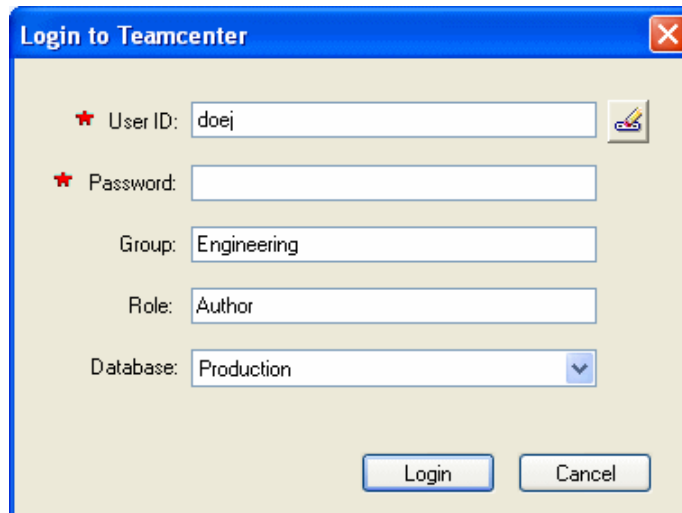 Login to Teamcenter
User ID: doej
Password:
Group: Engineering
Role: Author
Database: Production
Login Cancel